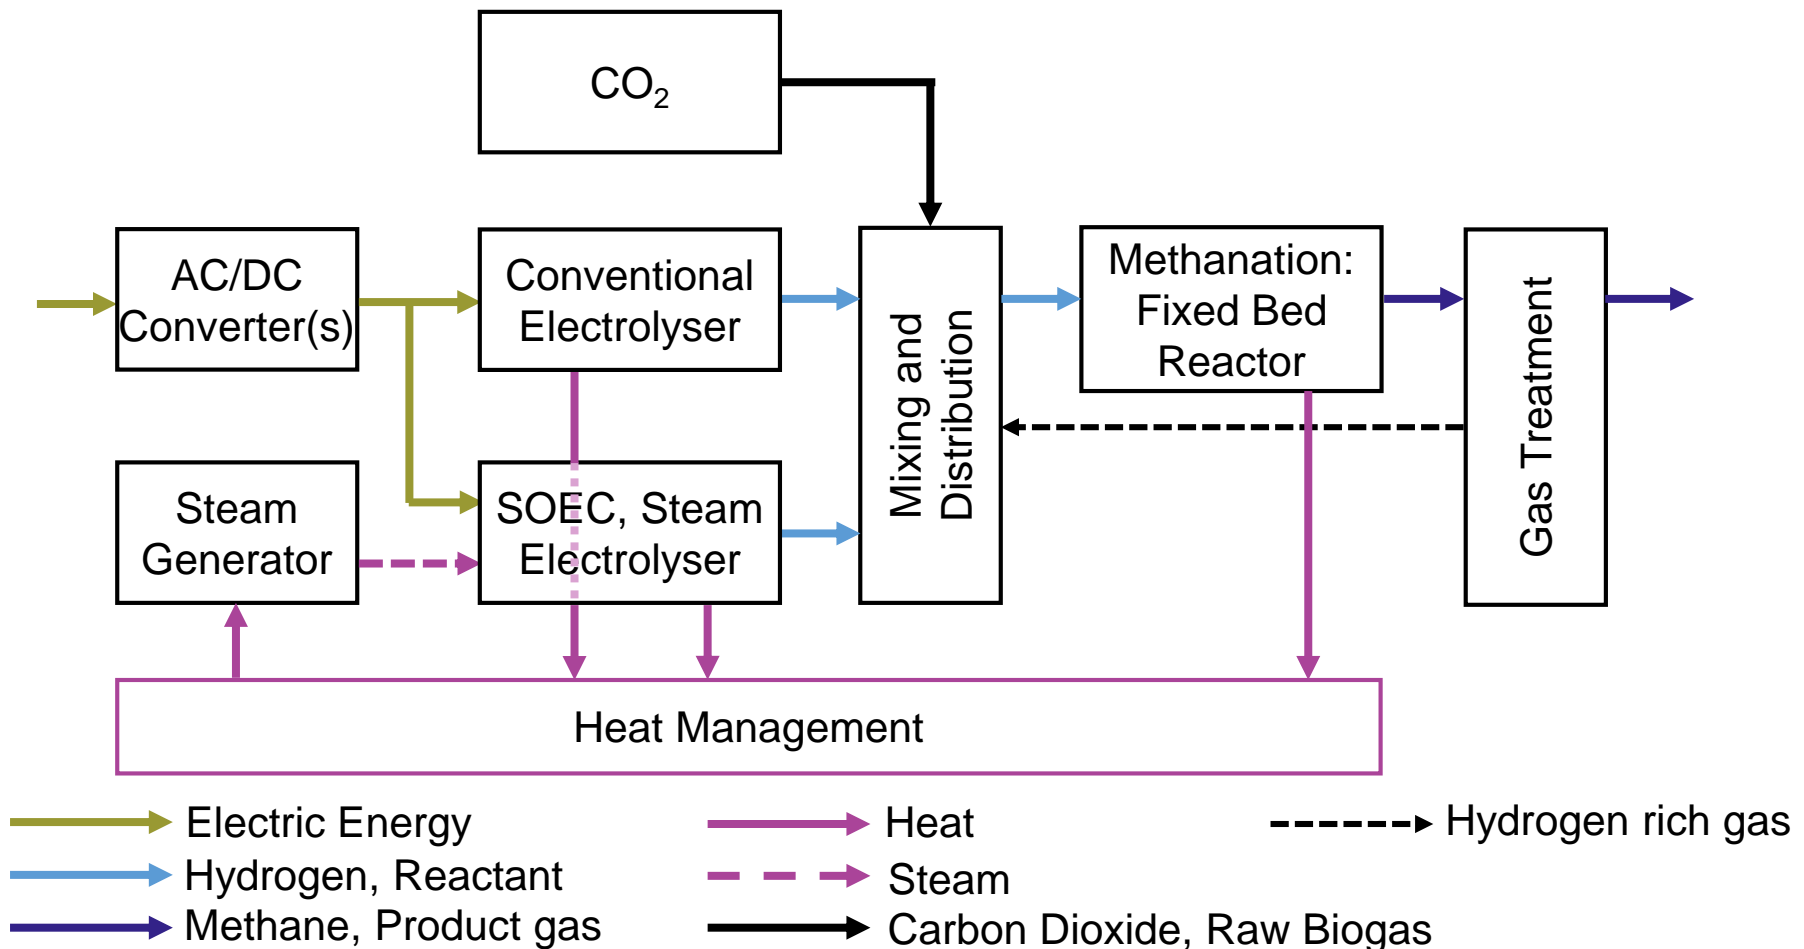 CO₂
AC/DC
Converter(s)
Conventional
Electrolyser
Mixing and
Distribution
Methanation:
Fixed Bed
Reactor
Gas Treatment
Steam
Generator
SOEC, Steam
Electrolyser
Heat Management
Electric Energy
Heat
Hydrogen rich gas
Hydrogen, Reactant
Steam
Methane, Product gas
Carbon Dioxide, Raw Biogas